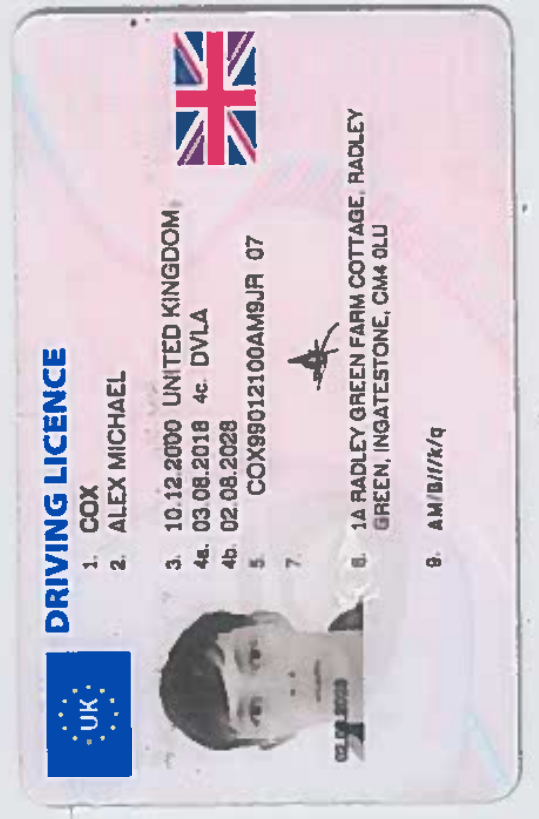 UK
DRIVING LICENCE
1. COX
2. ALEX MICHAEL
3. 10.12.2000 UNITED KINGDOM
4a. 03.08.2018 4c. DVLA
4b. 02.08.2028
5. COX99012100AM9JR 07
7.
8. 1A RADLEY GREEN FARM COTTAGE, RADLEY
GREEN, INGATESTONE, CM4 0LU
9. AM/B/f/k/q